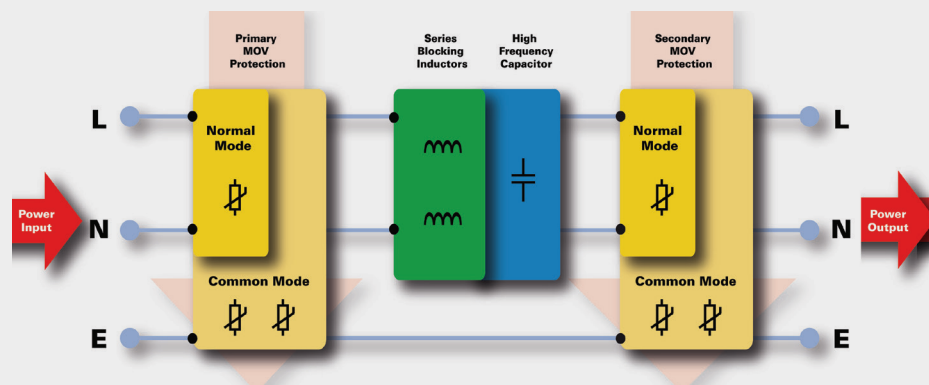 Primary
MOV
Protection
Series
Blocking
Inductors
High
Frequency
Capacitor
Secondary
MOV
Protection
L
L
Normal
Mode
Normal
Mode
Power
Input
N
N
Power
Output
Common Mode
Common Mode
E
E